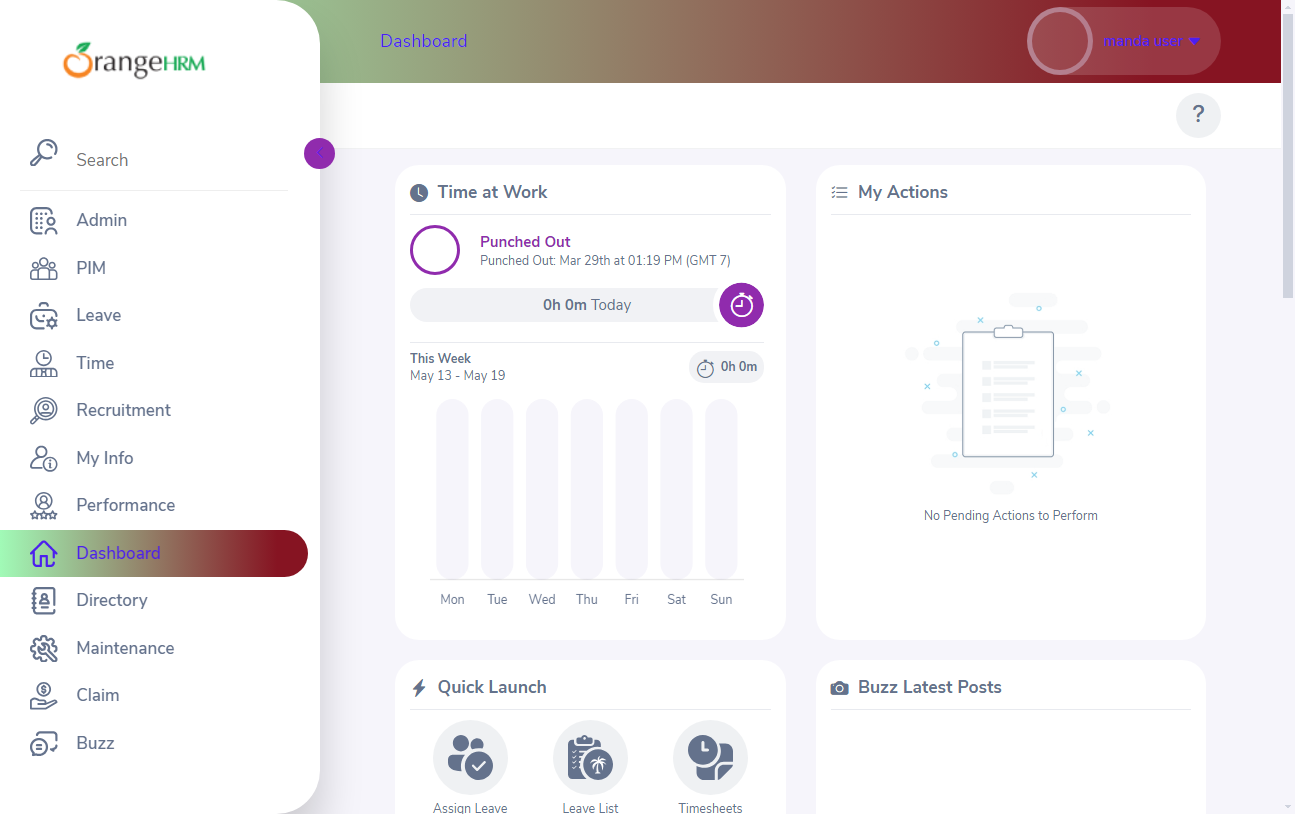 OrangeHRM
Search
Admin
PIM
Leave
Time
Recruitment
My Info
Performance
Dashboard
Directory
Maintenance
Claim
Buzz
Dashboard
manda user
?
Time at Work
Punched Out
Punched Out: Mar 29th at 01:19 PM (GMT 7)
0h 0m Today
This Week
May 13 - May 19
0h 0m
Mon Tue Wed Thu Fri Sat Sun
My Actions
No Pending Actions to Perform
Quick Launch
Assign Leave Leave List Timesheets
Buzz Latest Posts